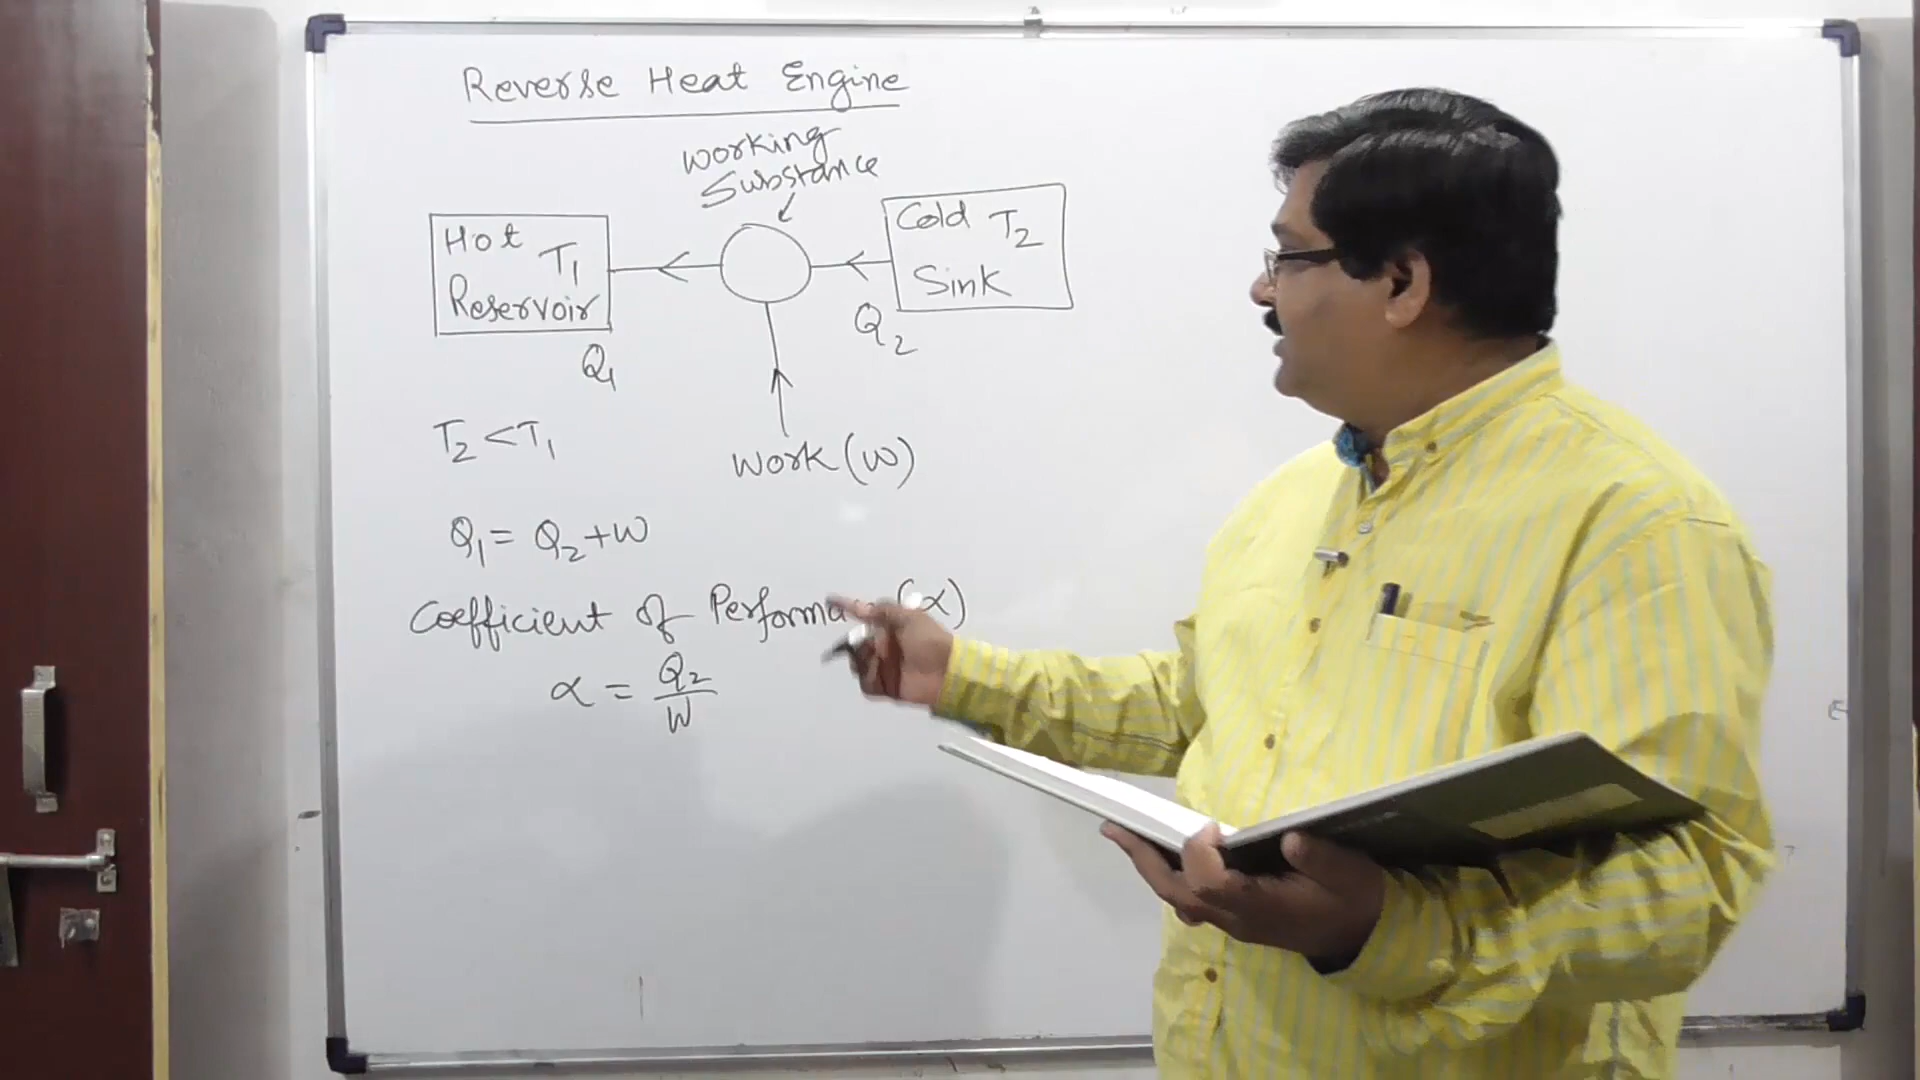 Reverse Heat Engine
Working
Substance
Hot T1
Reservoir
Cold T2
Sink
Q1
Q2
T2 < T1
Work (W)
Q1 = Q2 + W
Coefficient of (α)
α = Q2/W